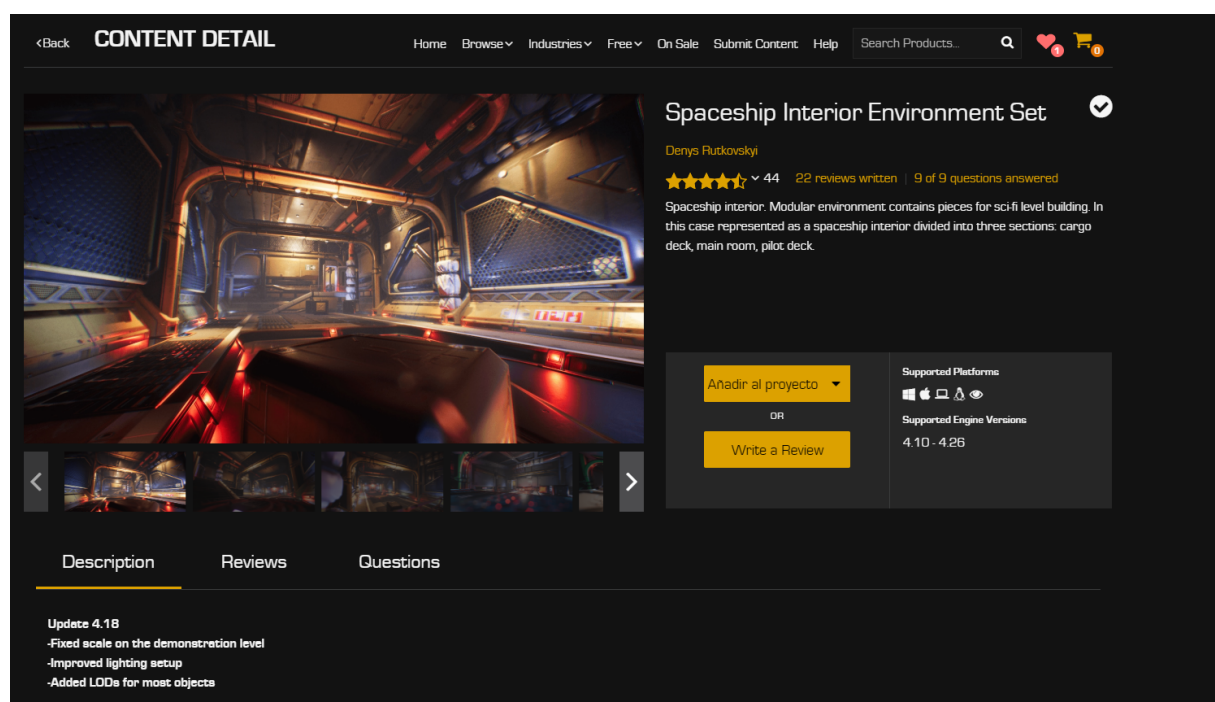 <Back
CONTENT DETAIL
Home Browse Industries Free On Sale Submit Content Help
Search Products...
1
0
Spaceship Interior Environment Set
Denys Rutkovskyi
44 22 reviews written | 9 of 9 questions answered
Spaceship interior. Modular environment contains pieces for sci-fi level building. In
this case represented as a spaceship interior divided into three sections: cargo
deck, main room, pilot deck.
Añadir al proyecto
OR
Write a Review
Supported Platforms
Supported Engine Versions
4.10 - 4.26
Description Reviews Questions
Update 4.18
-Fixed scale on the demonstration level
-Improved lighting setup
-Added LODs for most objects